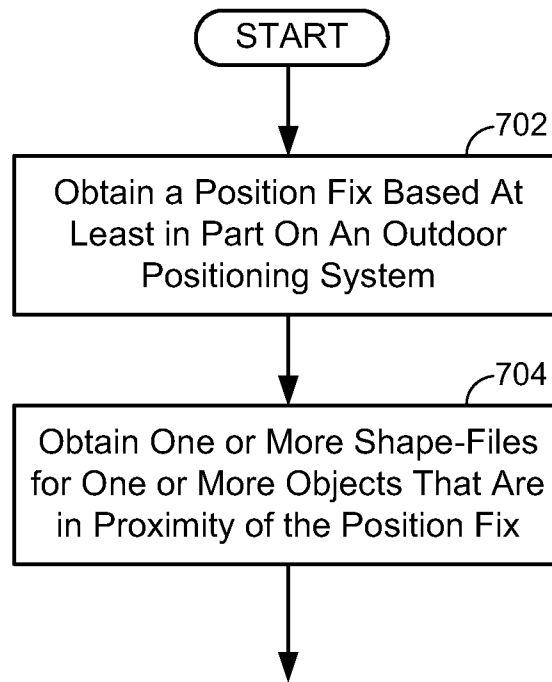 START
702
Obtain a Position Fix Based At
Least in Part On An Outdoor
Positioning System
704
Obtain One or More Shape-Files
for One or More Objects That Are
in Proximity of the Position Fix